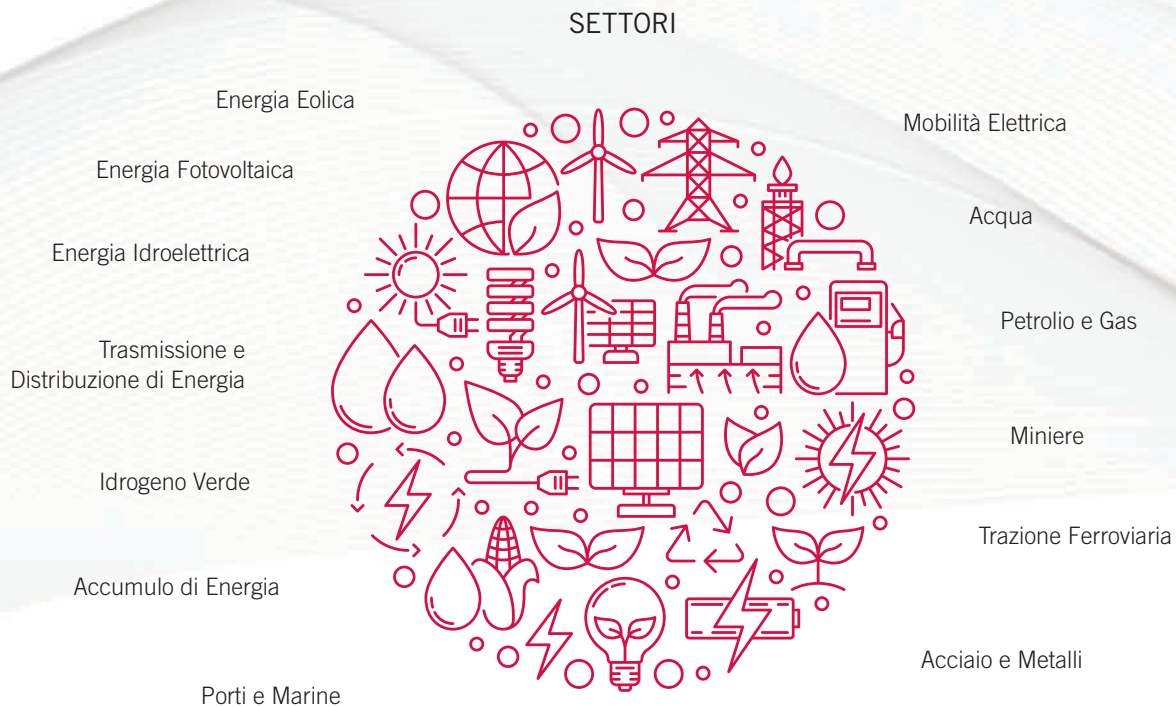 SETTORI
Energia Eolica
Energia Fotovoltaica
Energia Idroelettrica
Trasmissione e
Distribuzione di Energia
Idrogeno Verde
Accumulo di Energia
Porti e Marine
Mobilità Elettrica
Acqua
Petrolio e Gas
Miniere
Trazione Ferroviaria
Acciaio e Metalli